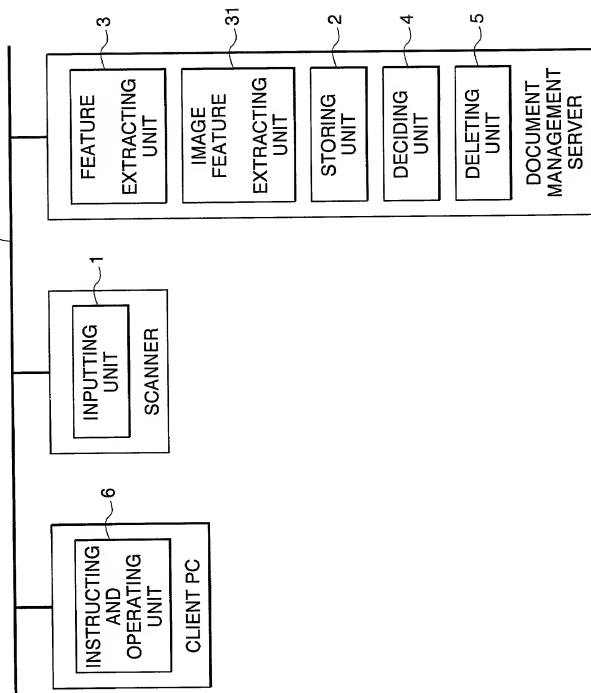 6
INSTRUCTING
AND
OPERATING
UNIT
CLIENT PC
1
INPUTTING
UNIT
SCANNER
3
FEATURE
EXTRACTING
UNIT
31
IMAGE
FEATURE
EXTRACTING
UNIT
2
STORING
UNIT
4
DECIDING
UNIT
5
DELETING
UNIT
DOCUMENT
MANAGEMENT
SERVER